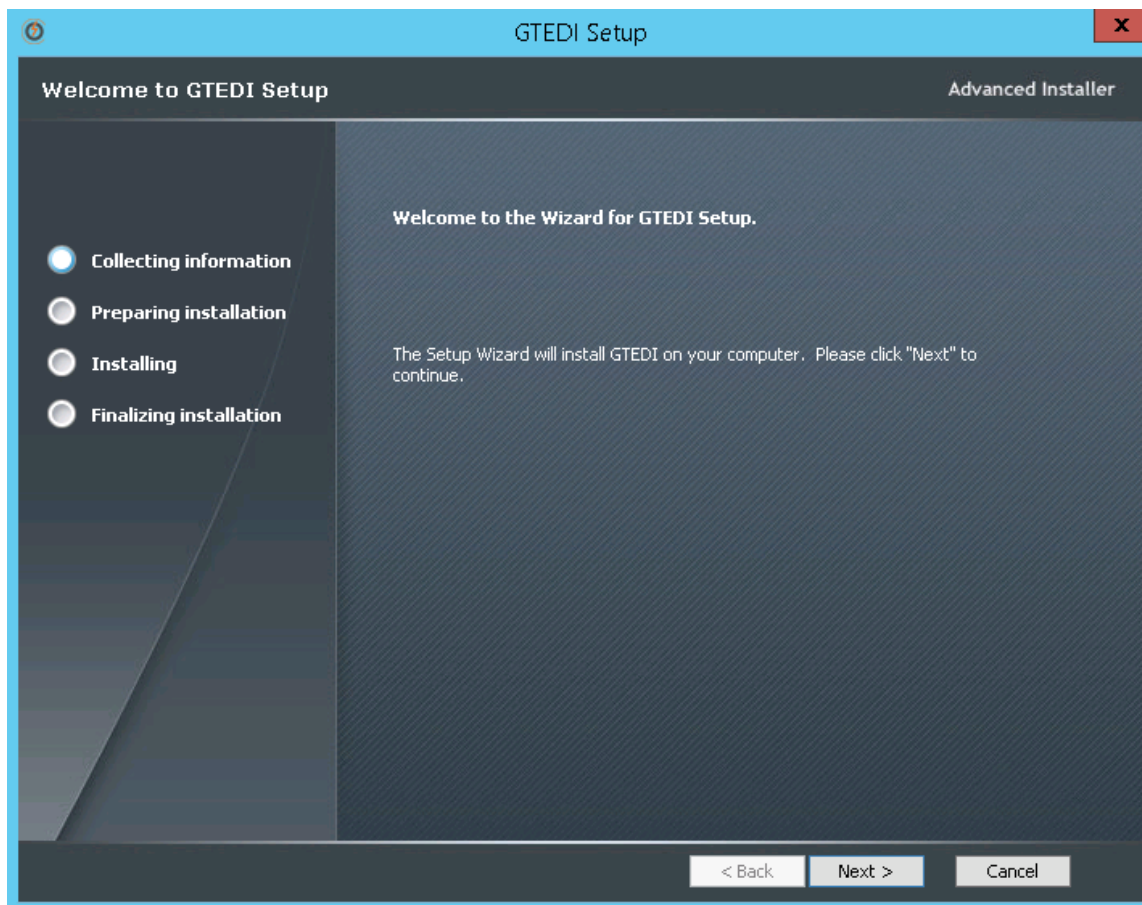 GTEDI Setup
x
Welcome to GTEDI Setup
Advanced Installer
Welcome to the Wizard for GTEDI Setup.
Collecting information
Preparing installation
Installing
Finalizing installation
The Setup Wizard will install GTEDI on your computer.  Please click "Next" to
continue.
< Back
Next >
Cancel